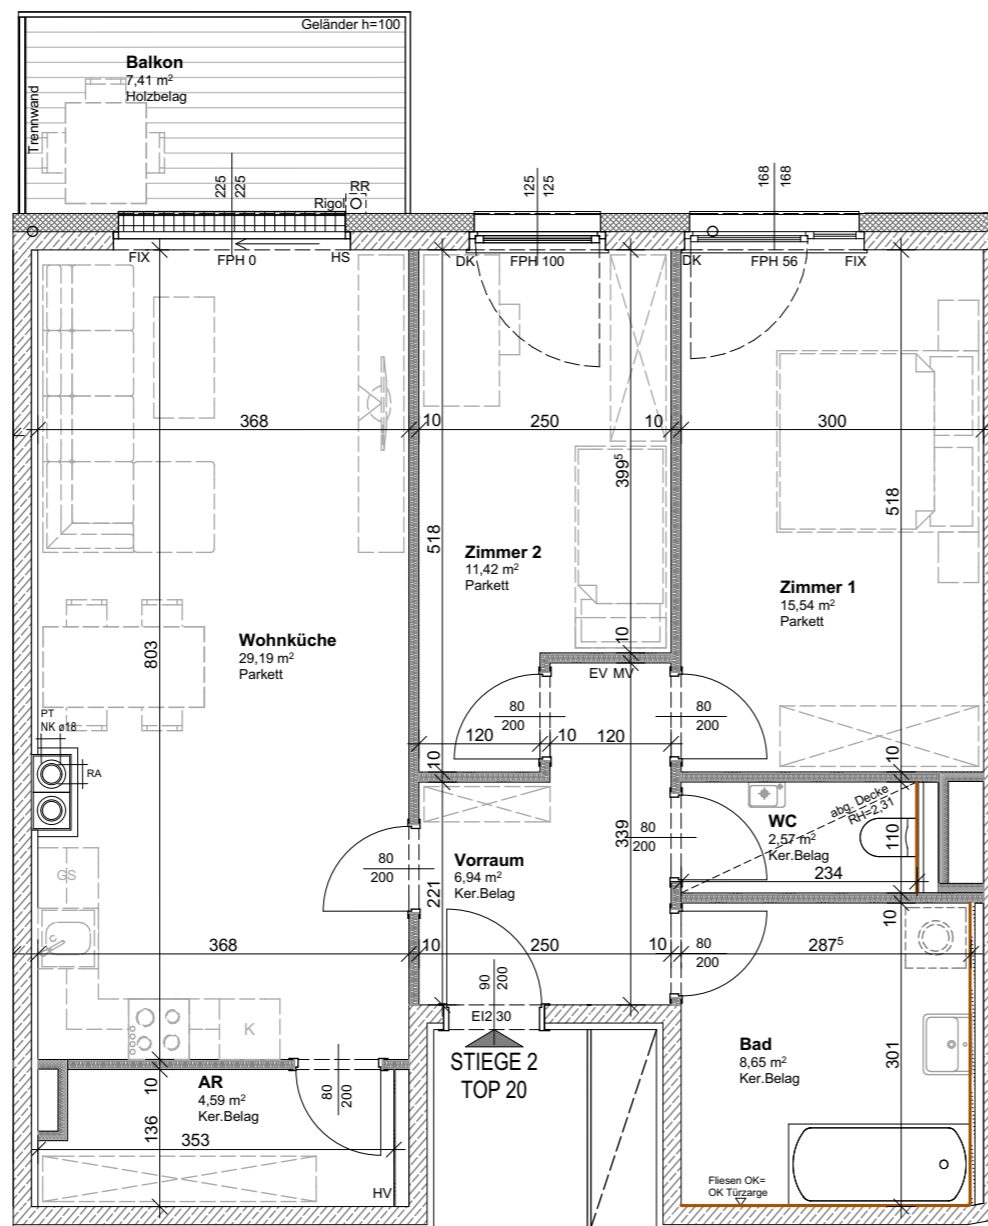 Geländer h=100
Balkon
7,41 m²
Holzbelag
Trennwand
225
225
RR
Rigol
125
125
168
168
FIX
FPH 0
HS
DK
FPH 100
DK
FPH 56
FIX
368
10
250
10
300
399⁵
518
518
Zimmer 2
11,42 m²
Parkett
Zimmer 1
15,54 m²
Parkett
Wohnküche
29,19 m²
Parkett
803
10
EV MV
PT
NK ø18
RA
80
200
80
200
120
10
120
10
10
abg. Decke
RH=2,31
WC
2,57 m²
Ker.Belag
110
234
80
200
339
Vorraum
6,94 m²
Ker.Belag
80
200
221
GS
368
10
250
10
80
200
287⁵
10
90
200
K
EI2 30
STIEGE 2
TOP 20
Bad
8,65 m²
Ker.Belag
301
AR
4,59 m²
Ker.Belag
10
136
80
200
353
HV
Fliesen OK=
OK Türzarge